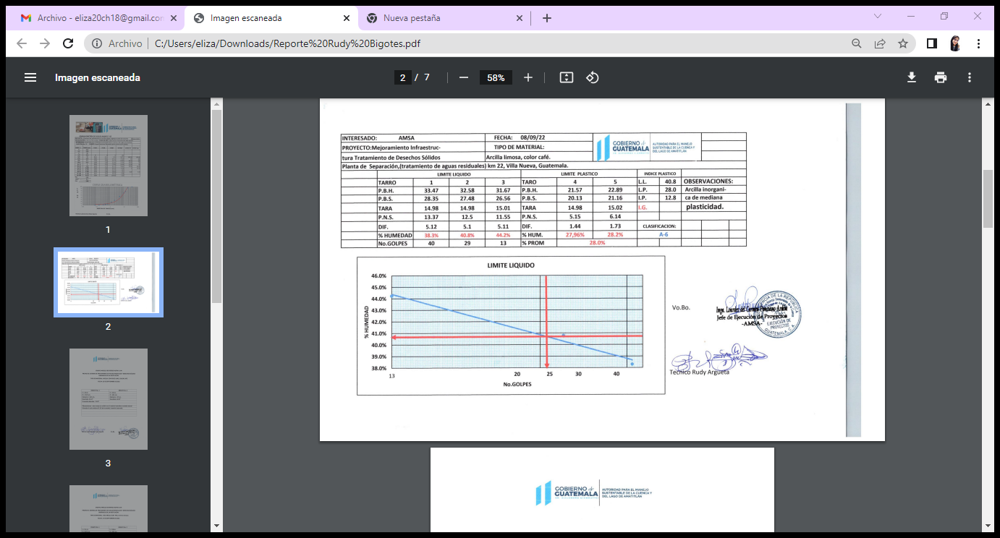 Archivo - eliza20ch18@gmail.con
Imagen escaneada
Nueva pestaña
Archivo
C:/Users/eliza/Downloads/Reporte%20Rudy%20Bigotes.pdf
Imagen escaneada
2 / 7
58%
1
2
3
INTERESADO: AMSA FECHA: 08/09/22
PROYECTO:Mejoramiento Infraestruc- TIPO DE MATERIAL:
tura Tratamiento de Desechos Sólidos Arcilla limosa, color café.
GOBIERNO de
GUATEMALA
AUTORIDAD PARA EL MANEJO
SUSTENTABLE DE LA CUENCA Y
DEL LAGO DE AMATITLÁN
Planta de Separación,(tratamiento de aguas residuales) km 22, Villa Nueva, Guatemala.
LIMITE LIQUIDO LIMITE PLASTICO INDICE PLASTICO
TARRO 1 2 3 TARO 4 5 L.L. 40.8 OBSERVACIONES:
P.B.H. 33.47 32.58 31.67 P.B.H. 21.57 22.89 L.P. 28.0 Arcilla inorgani-
P.B.S. 28.35 27.48 26.56 P.B.S. 20.13 21.16 I.P. 12.8 ca de mediana
TARA 14.98 14.98 15.01 TARA 14.98 15.02 I.G. plasticidad.
P.N.S. 13.37 12.5 11.55 P.N.S. 5.15 6.14
DIF. 5.12 5.1 5.11 DIF. 1.44 1.73 CLASIFICACION:
% HUMEDAD 38.3% 40.8% 44.2% % HUM. 27,96% 28.2% A-6
No.GOLPES 40 29 13 % PROM 28.0%
LIMITE LIQUIDO
46.0%
45.0%
44.0%
43.0%
42.0%
41.0%
40.0%
39.0%
38.0%
% HUMEDAD
13 20 25 30 40
No.GOLPES
Vo.Bo.
Jefe de Ejecución de Proyectos
-AMSA-
EJECUCIÓN DE
PROYECTOS
GUATEMALA, C. A.
Tecnico Rudy Argueta
GOBIERNO de
GUATEMALA
AUTORIDAD PARA EL MANEJO
SUSTENTABLE DE LA CUENCA Y
DEL LAGO DE AMATITLÁN